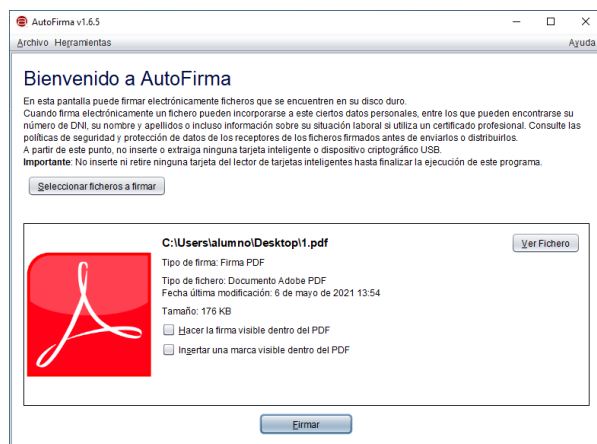 AutoFirma v1.6.5
Archivo Herramientas Ayuda
Bienvenido a AutoFirma
En esta pantalla puede firmar electrónicamente ficheros que se encuentren en su disco duro.
Cuando firma electrónicamente un fichero pueden incorporarse a este ciertos datos personales, entre los que pueden encontrarse su
número de DNI, su nombre y apellidos o incluso información sobre su situación laboral si utiliza un certificado profesional. Consulte las
políticas de seguridad y protección de datos de los receptores de los ficheros firmados antes de enviarlos o distribuirlos.
A partir de este punto, no inserte o extraiga ninguna tarjeta inteligente o dispositivo criptográfico USB.
Importante: No inserte ni retire ninguna tarjeta del lector de tarjetas inteligentes hasta finalizar la ejecución de este programa.
Seleccionar ficheros a firmar
C:\Users\alumno\Desktop\1.pdf
Ver Fichero
Tipo de firma: Firma PDF
Tipo de fichero: Documento Adobe PDF
Fecha última modificación: 6 de mayo de 2021 13:54
Tamaño: 176 KB
Hacer la firma visible dentro del PDF
Insertar una marca visible dentro del PDF
Firmar